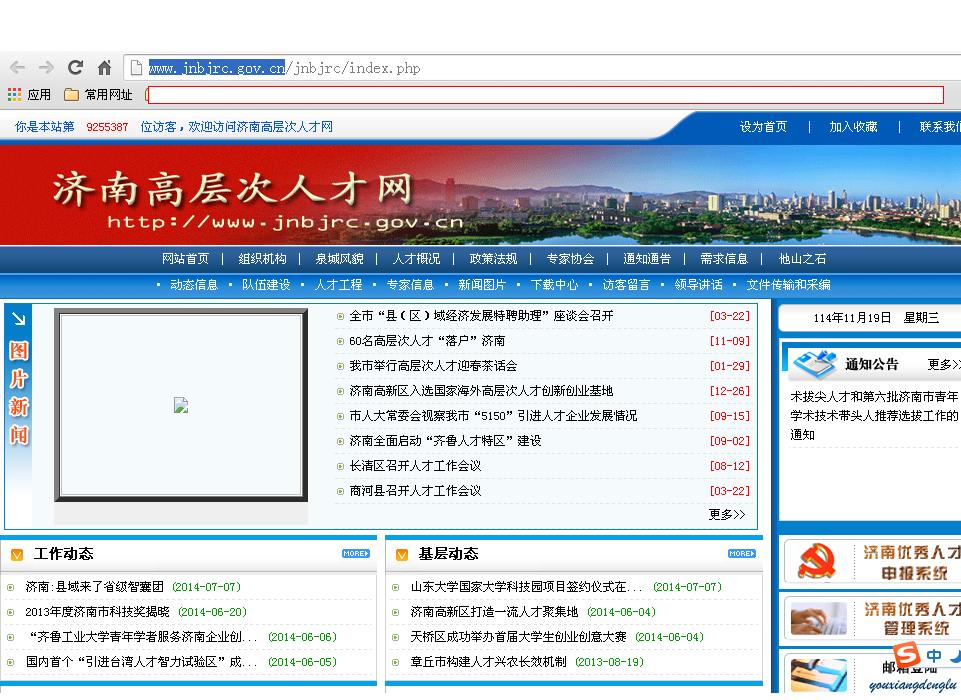 www.jnbjrc.gov.cn/jnbjrc/index.php
应用 常用网址
你是本站第 9255387 位访客，欢迎访问济南高层次人才网
设为首页 | 加入收藏 | 联系我们
济南高层次人才网
http://www.jnbjrc.gov.cn
网站首页 | 组织机构 | 泉城风貌 | 人才概况 | 政策法规 | 专家协会 | 通知通告 | 需求信息 | 他山之石
· 动态信息 · 队伍建设 · 人才工程 · 专家信息 · 新闻图片 · 下载中心 · 访客留言 · 领导讲话 · 文件传输和采编
图片新闻
全市“县（区）域经济发展特聘助理”座谈会召开 [03-22]
60名高层次人才“落户”济南 [11-09]
我市举行高层次人才迎春茶话会 [01-29]
济南高新区入选国家海外高层次人才创新创业基地 [12-26]
市人大常委会视察我市“5150”引进人才企业发展情况 [09-15]
济南全面启动“齐鲁人才特区”建设 [09-02]
长清区召开人才工作会议 [08-12]
商河县召开人才工作会议 [03-22]
更多>>
114年11月19日 星期三
通知公告 更多>>
术拔尖人才和第六批济南市青年
学术技术带头人推荐选拔工作的
通知
工作动态 MORE
济南:县域来了省级智囊团 (2014-07-07)
2013年度济南市科技奖揭晓 (2014-06-20)
“齐鲁工业大学青年学者服务济南企业创... (2014-06-06)
国内首个“引进台湾人才智力试验区”成... (2014-06-05)
基层动态 MORE
山东大学国家大学科技园项目签约仪式在... (2014-07-07)
济南高新区打造一流人才聚集地 (2014-06-04)
天桥区成功举办首届大学生创业创意大赛 (2014-06-04)
章丘市构建人才兴农长效机制 (2013-08-19)
济南优秀人才
申报系统
济南优秀人才
管理系统
邮箱登陆
youxiangdenglu
S 中